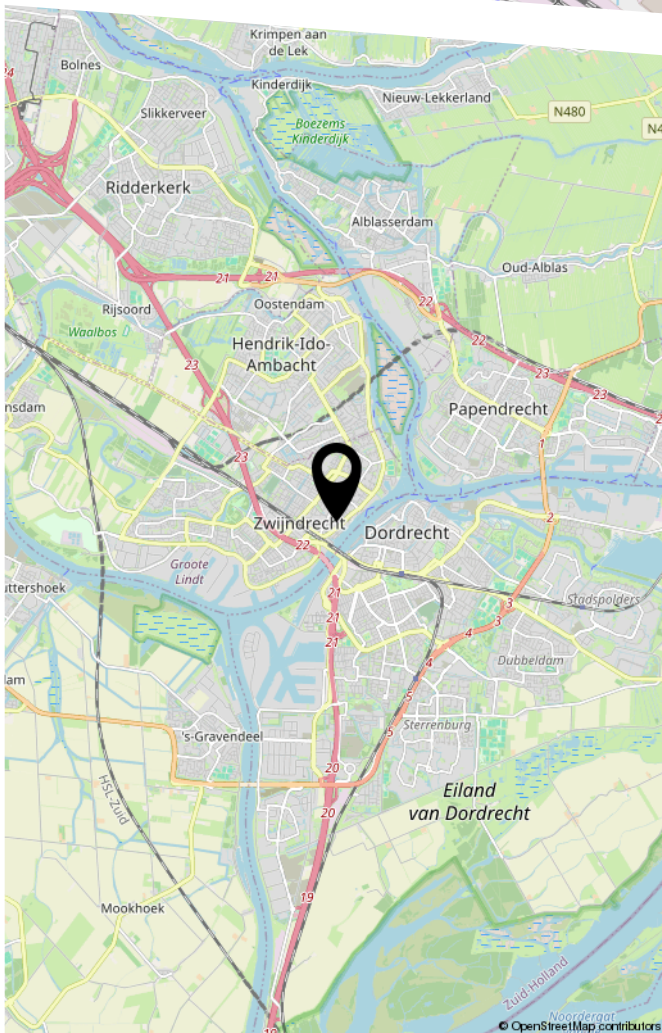 Krimpen aan
de Lek
Bolnes
Kinderdijk
Nieuw-Lekkerland
24
Slikkerveer
N480
Boezems
Kinderdijk
Ridderkerk
Alblasserdam
Oud-Alblas
21
21
22
Oostendam
Rijsoord
Waalbos
Hendrik-Ido-
Ambacht
22
23
23
23
Papendrecht
1
23
Zwijndrecht
Dordrecht
2
22
Groote
Lindt
21
Stadspolders
3
21
3
4
21
4
Dubbeldam
5
Sterrenburg
's-Gravendeel
5
20
HSL-Zuid
Eiland
van Dordrecht
20
19
Mookhoek
Zuid-Holland
Noordergat
© OpenStreetMap contributors